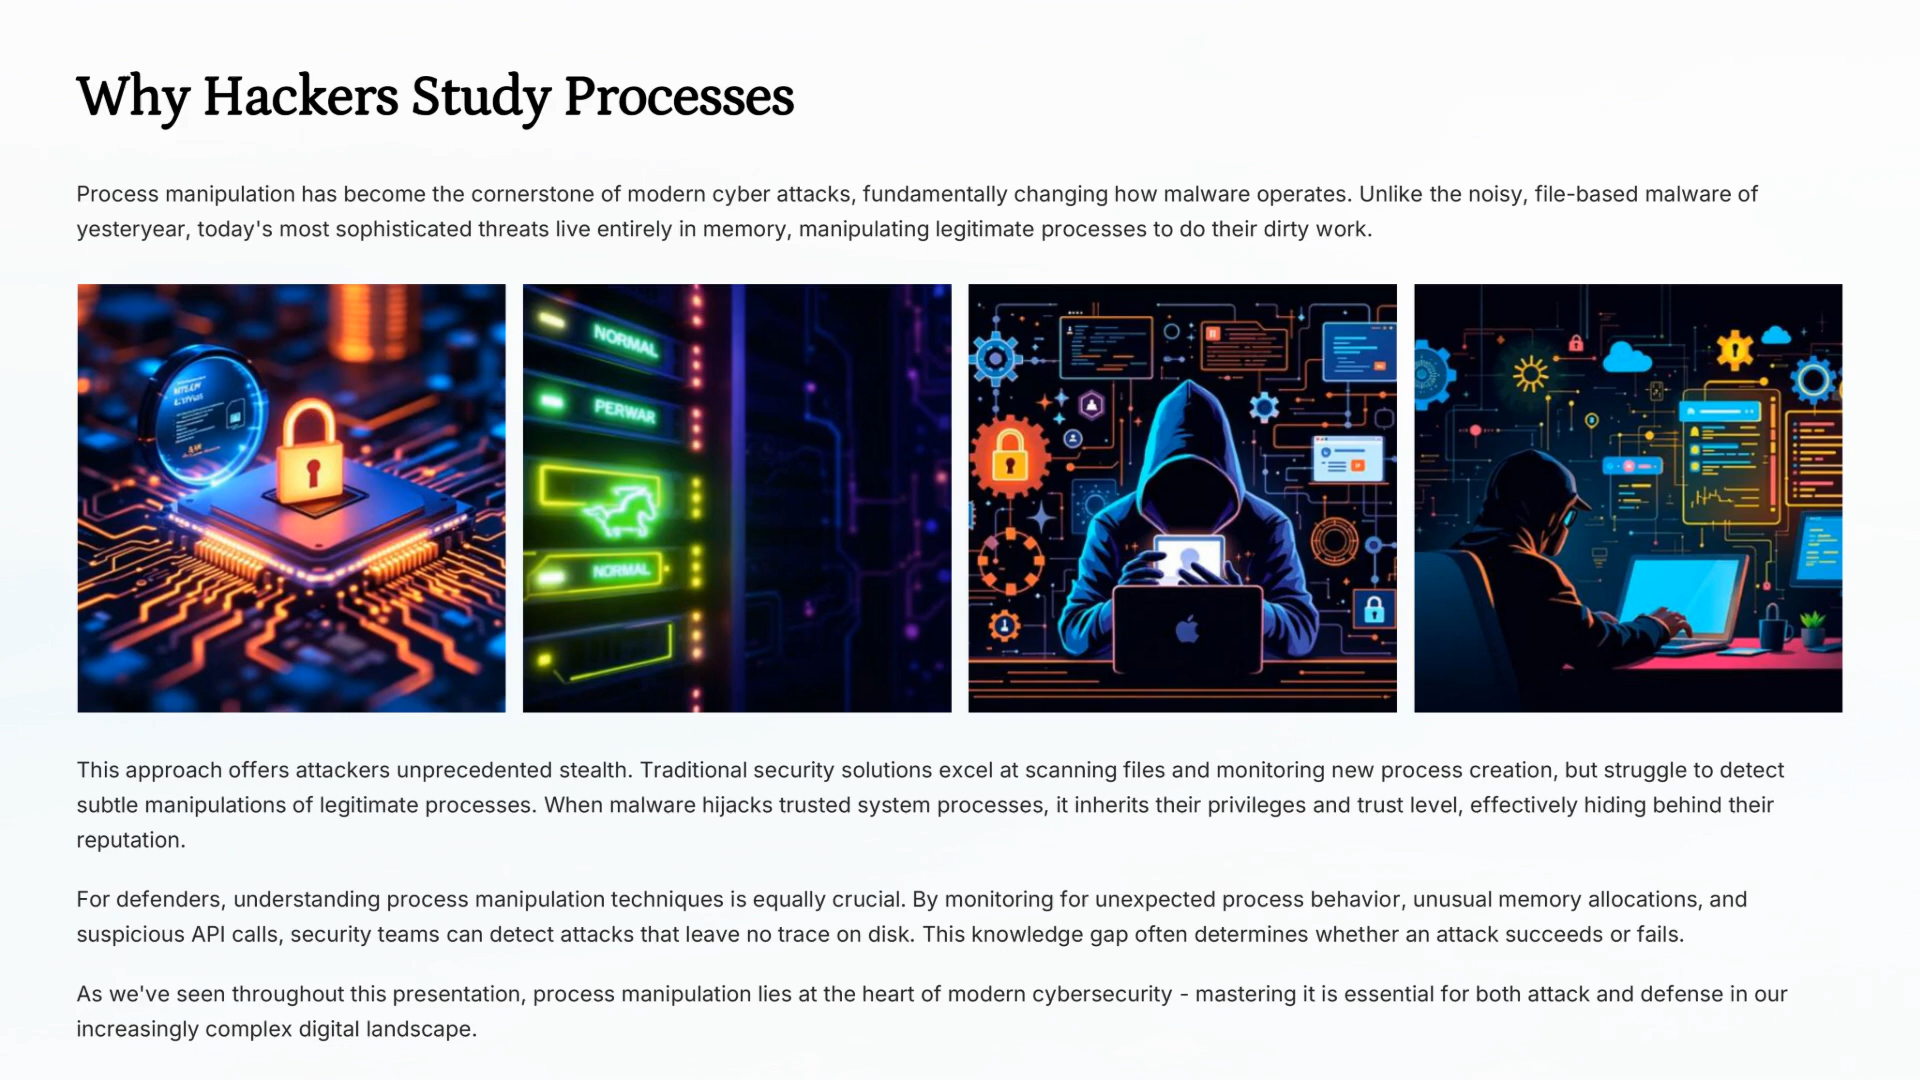 Why Hackers Study Processes
Process manipulation has become the cornerstone of modern cyber attacks, fundamentally changing how malware operates. Unlike the noisy, file-based malware of
yesteryear, today's most sophisticated threats live entirely in memory, manipulating legitimate processes to do their dirty work.
NORMAL
PERWAR
NORMAL
This approach offers attackers unprecedented stealth. Traditional security solutions excel at scanning files and monitoring new process creation, but struggle to detect
subtle manipulations of legitimate processes. When malware hijacks trusted system processes, it inherits their privileges and trust level, effectively hiding behind their
reputation.
For defenders, understanding process manipulation techniques is equally crucial. By monitoring for unexpected process behavior, unusual memory allocations, and
suspicious API calls, security teams can detect attacks that leave no trace on disk. This knowledge gap often determines whether an attack succeeds or fails.
As we've seen throughout this presentation, process manipulation lies at the heart of modern cybersecurity - mastering it is essential for both attack and defense in our
increasingly complex digital landscape.